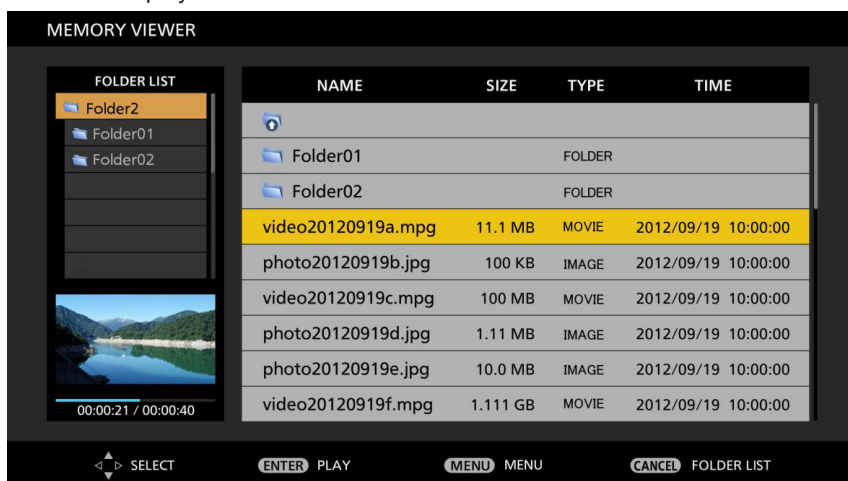 MEMORY VIEWER
FOLDER LIST
Folder2
Folder01
Folder02
00:00:21 / 00:00:40
NAME SIZE TYPE TIME
Folder01 FOLDER
Folder02 FOLDER
video20120919a.mpg 11.1 MB MOVIE 2012/09/19 10:00:00
photo20120919b.jpg 100 KB IMAGE 2012/09/19 10:00:00
video20120919c.mpg 100 MB MOVIE 2012/09/19 10:00:00
photo20120919d.jpg 1.11 MB IMAGE 2012/09/19 10:00:00
photo20120919e.jpg 10.0 MB IMAGE 2012/09/19 10:00:00
video20120919f.mpg 1.111 GB MOVIE 2012/09/19 10:00:00
SELECT ENTER PLAY MENU MENU CANCEL FOLDER LIST